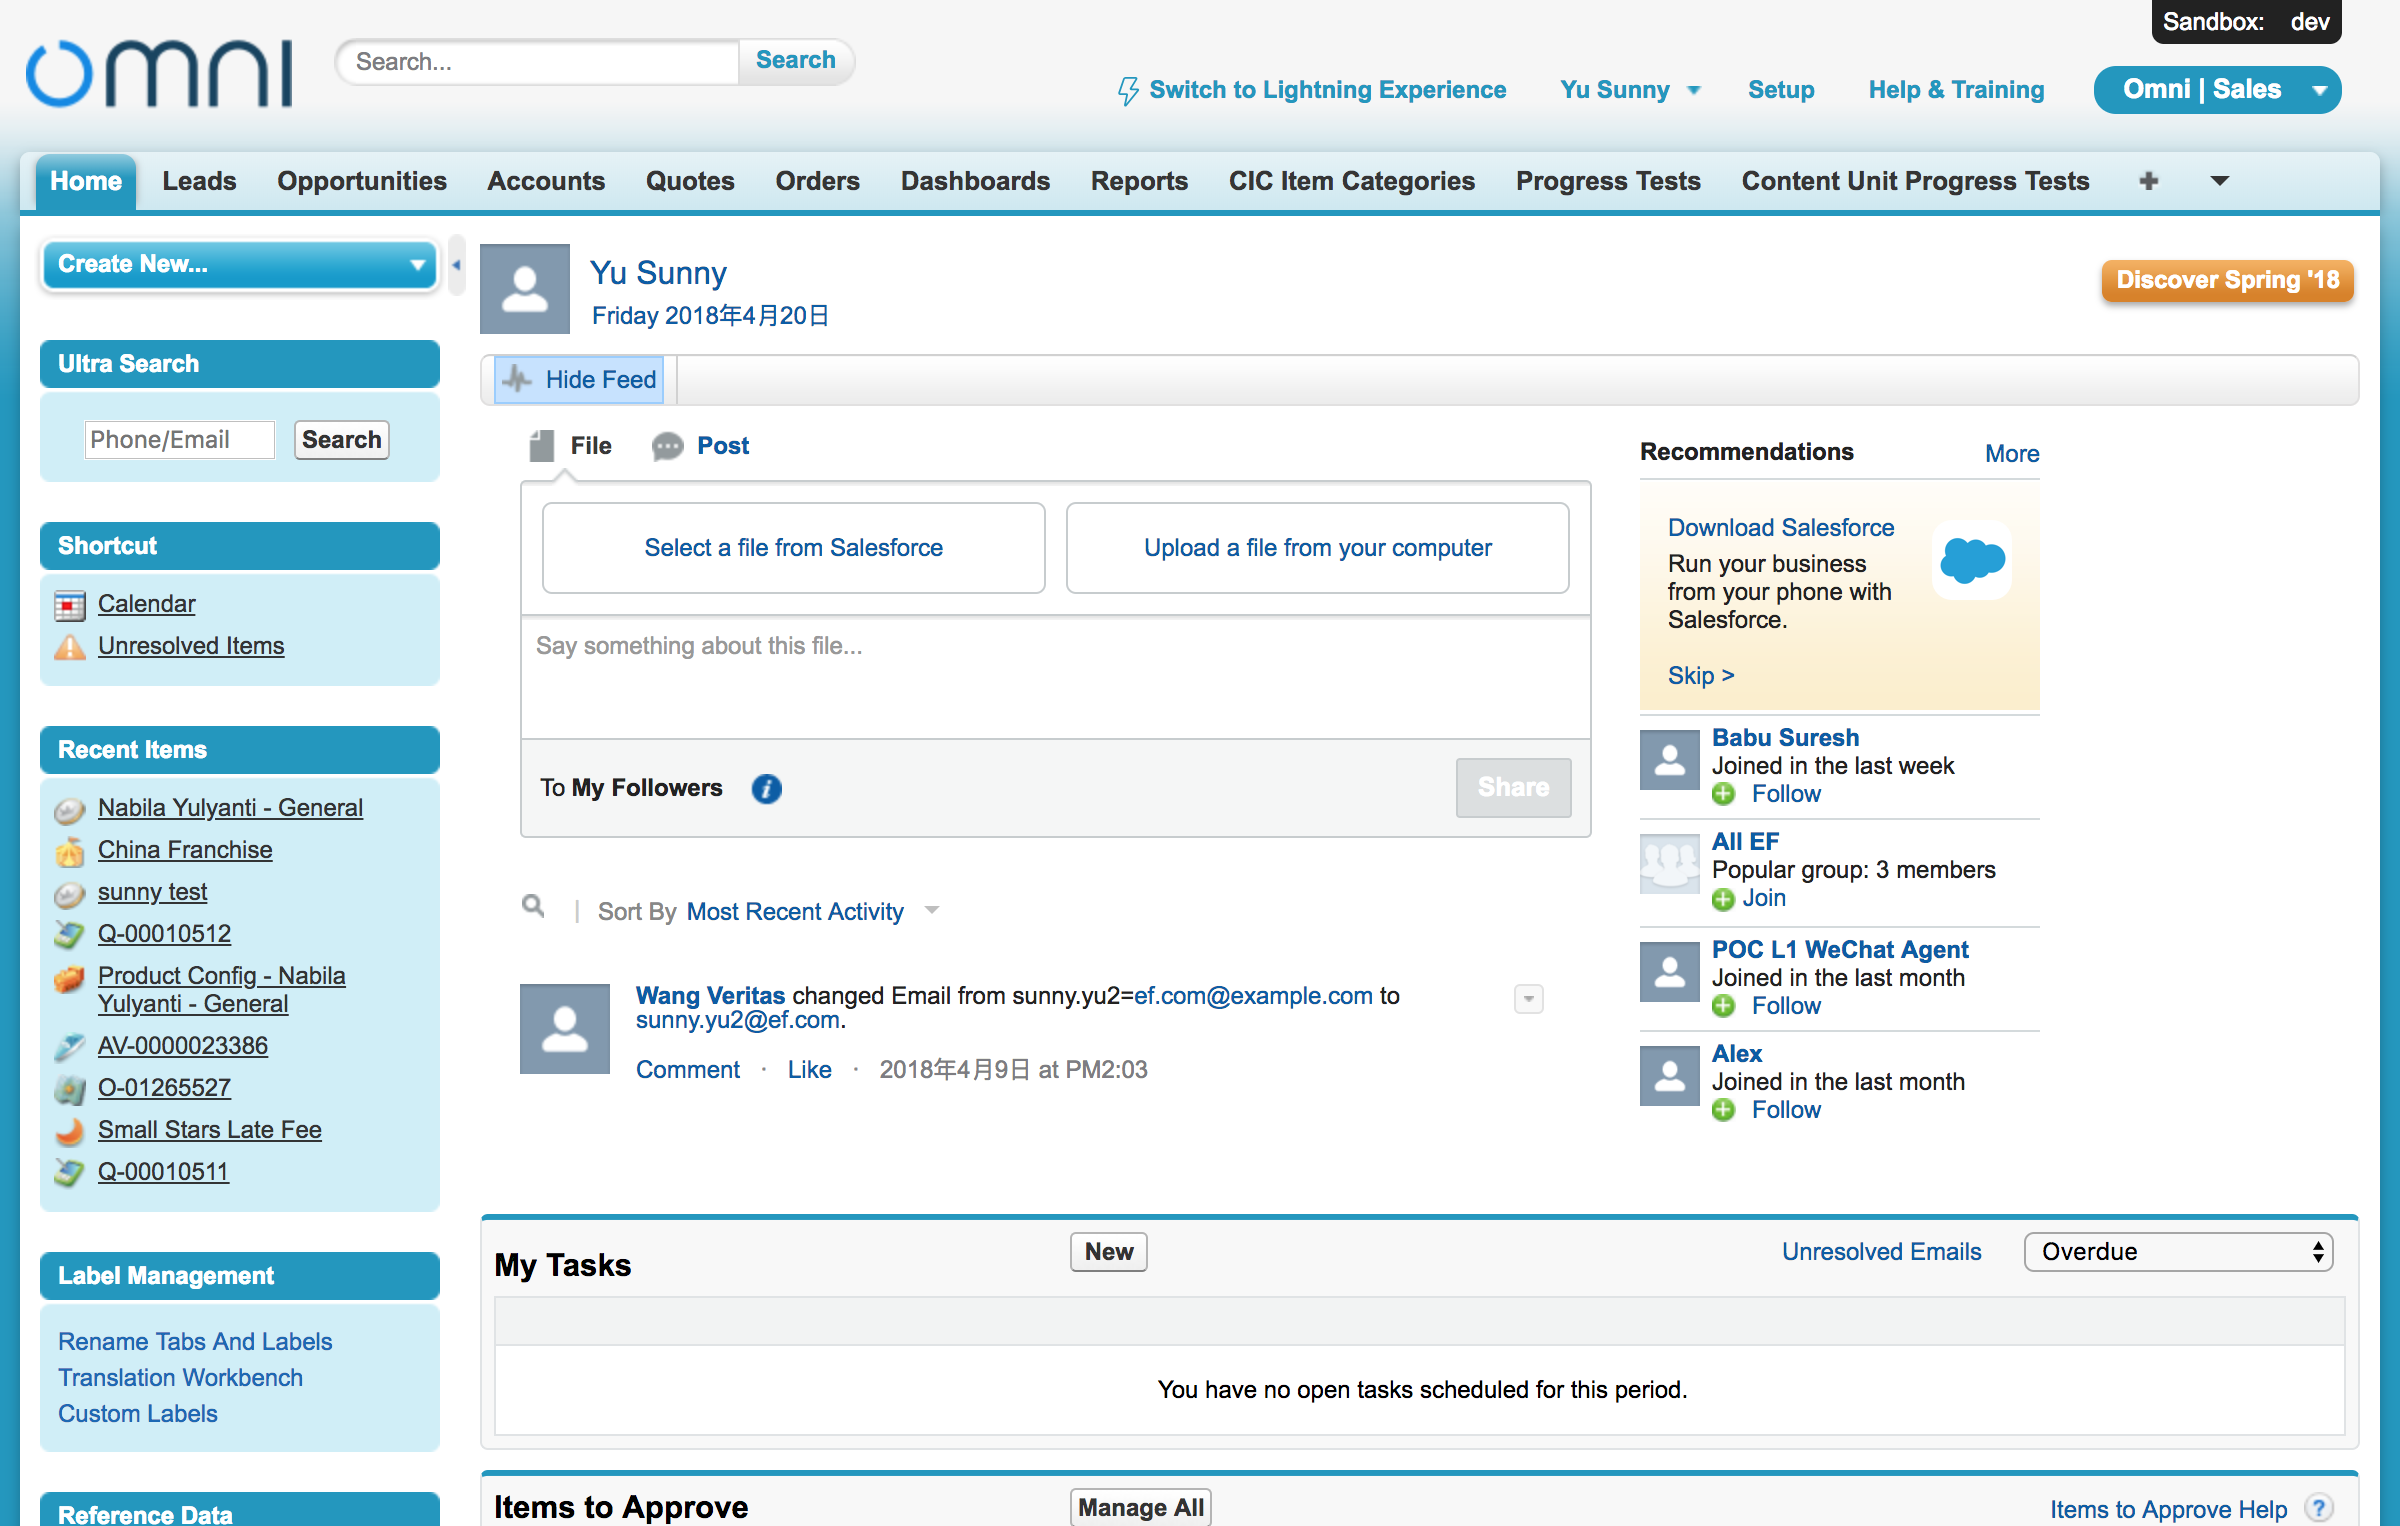 Sandbox: dev
omni
Search...
Search
Switch to Lightning Experience
Yu Sunny
Setup
Help & Training
Omni | Sales
Home
Leads
Opportunities
Accounts
Quotes
Orders
Dashboards
Reports
CIC Item Categories
Progress Tests
Content Unit Progress Tests
Create New...
Ultra Search
Phone/Email
Search
Shortcut
Calendar
Unresolved Items
Recent Items
Nabila Yulyanti - General
China Franchise
sunny test
Q-00010512
Product Config - Nabila
Yulyanti - General
AV-0000023386
O-01265527
Small Stars Late Fee
Q-00010511
Label Management
Rename Tabs And Labels
Translation Workbench
Custom Labels
Reference Data
Yu Sunny
Friday 2018年4月20日
Discover Spring '18
Hide Feed
File
Post
Select a file from Salesforce
Upload a file from your computer
Say something about this file...
To My Followers
Share
Sort By Most Recent Activity
Wang Veritas changed Email from sunny.yu2=ef.com@example.com to
sunny.yu2@ef.com.
Comment · Like · 2018年4月9日 at PM2:03
Recommendations
More
Download Salesforce
Run your business
from your phone with
Salesforce.
Skip >
Babu Suresh
Joined in the last week
Follow
All EF
Popular group: 3 members
Join
POC L1 WeChat Agent
Joined in the last month
Follow
Alex
Joined in the last month
Follow
My Tasks
New
Unresolved Emails
Overdue
You have no open tasks scheduled for this period.
Items to Approve
Manage All
Items to Approve Help
?